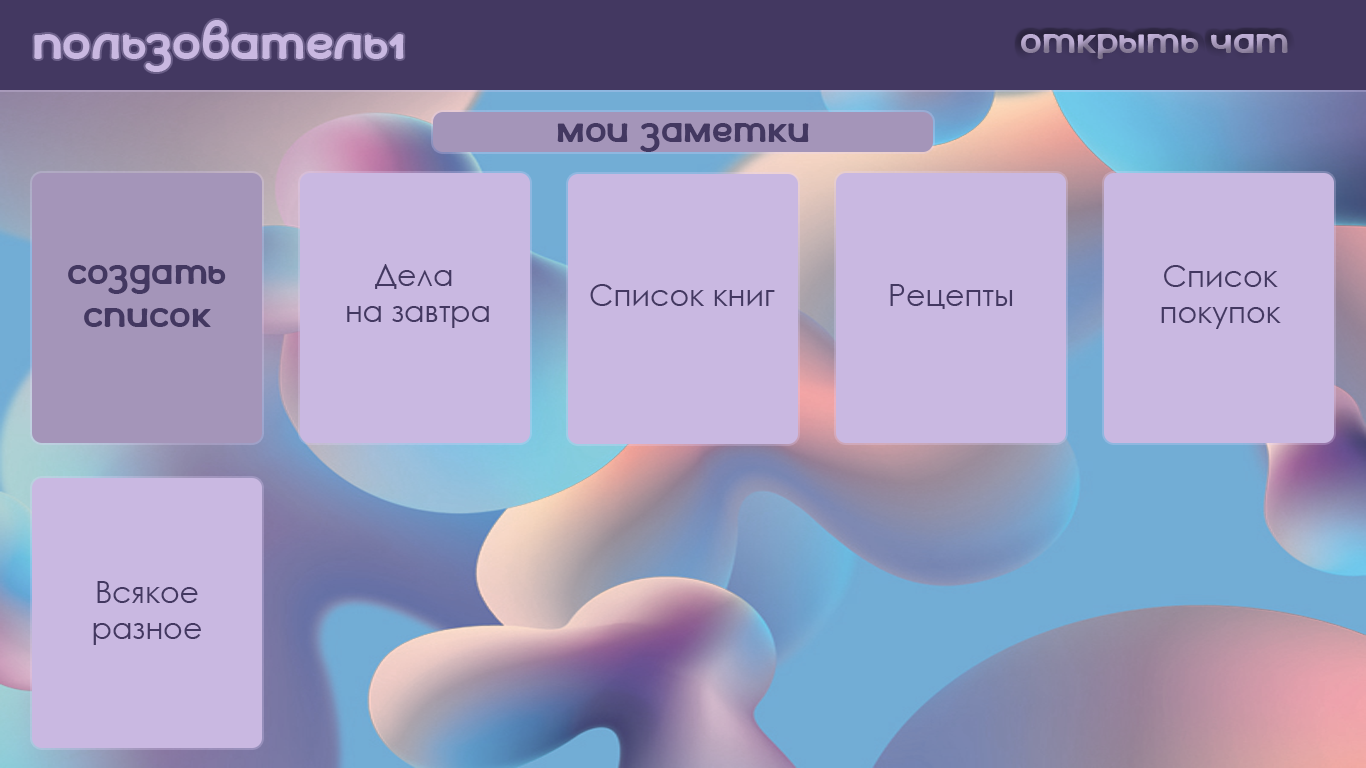 пользователь1
открыть чат
мои заметки
создать
список
Дела
на завтра
Список книг
Рецепты
Список
покупок
Всякое
разное